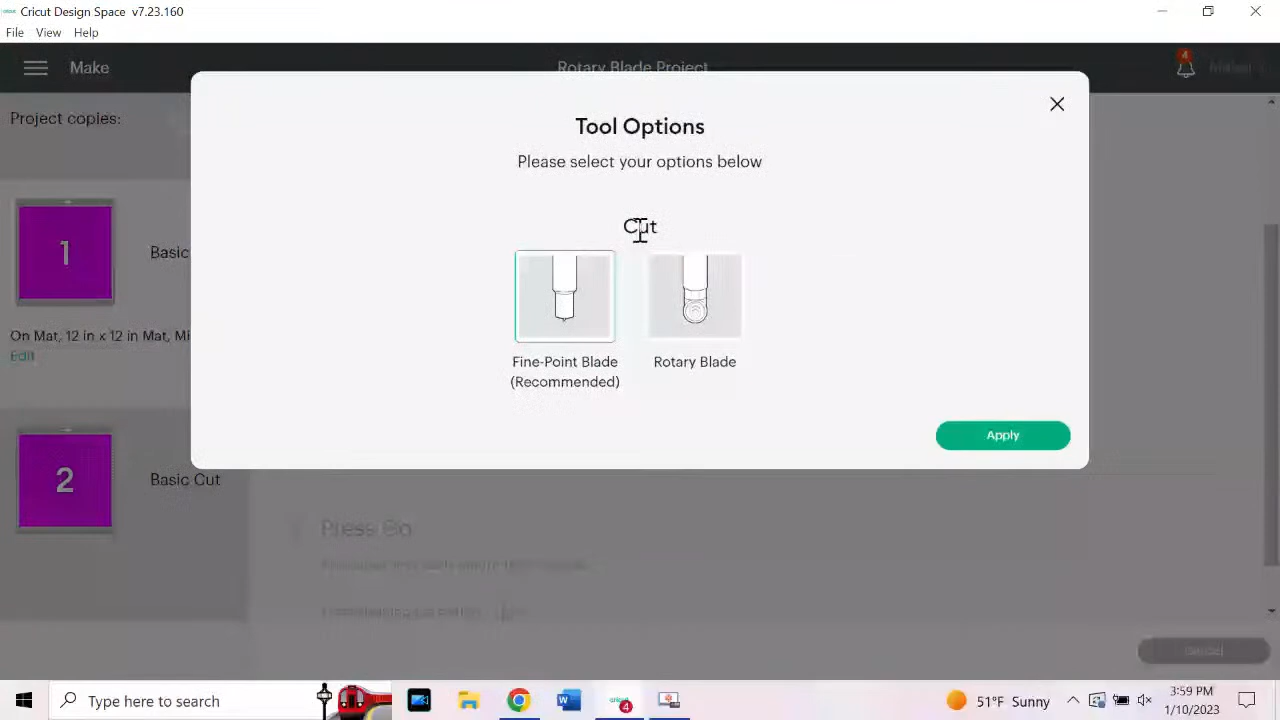 Cricut Design Space v7.23.160
File View Help
Make
Rotary Blade Project
4
Project copies:
Tool Options
Please select your options below
Cut
1
Basic
On Mat, 12 in x 12 in Mat,
Edit
Fine-Point Blade
(Recommended)
Rotary Blade
Apply
2
Basic Cut
Press Go
Cancel
Type here to search
4
51°F Sunny
3:59 PM
1/10/2023